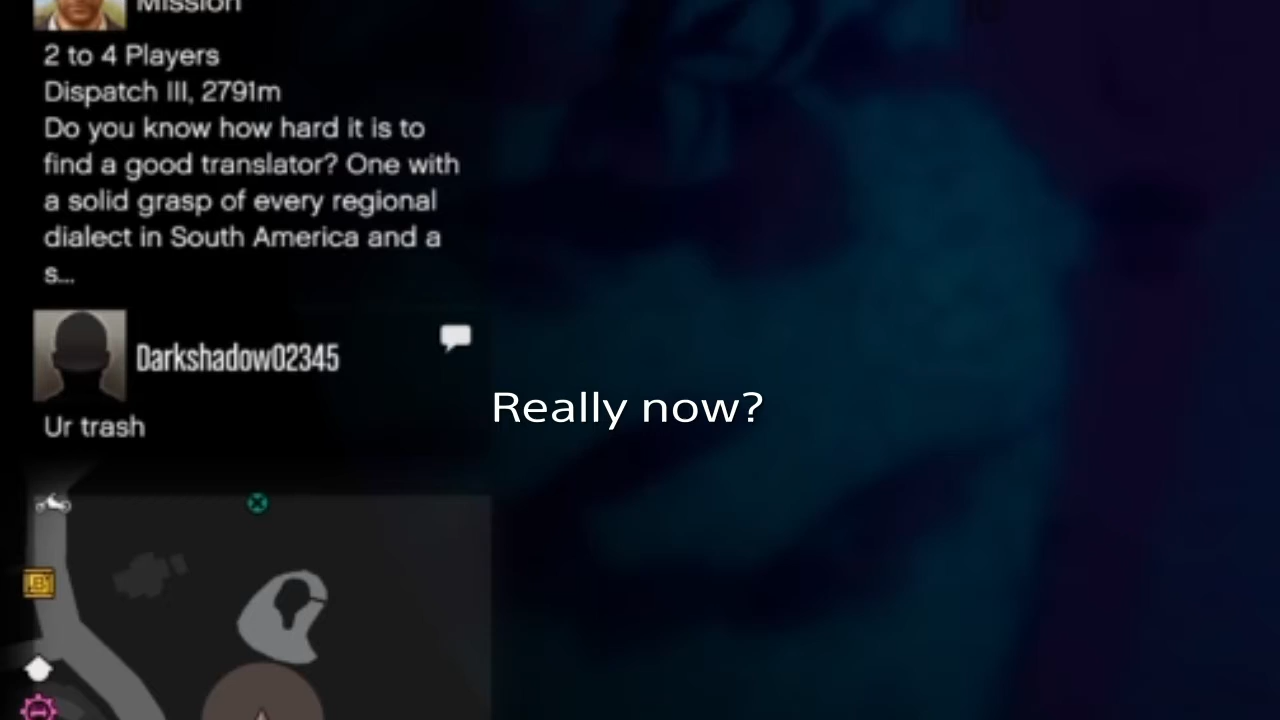 Mission
2 to 4 Players
Dispatch III, 2791m
Do you know how hard it is to
find a good translator? One with
a solid grasp of every regional
dialect in South America and a
s...
Darkshadow02345
Ur trash
Really now?